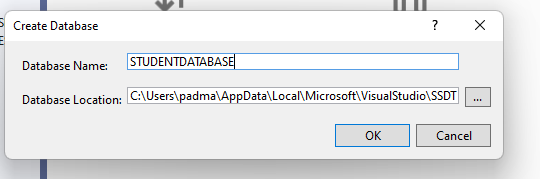 Create Database
Database Name: STUDENTDATABASE
Database Location: C:\Users\padma\AppData\Local\Microsoft\VisualStudio\SSDT ...
OK Cancel